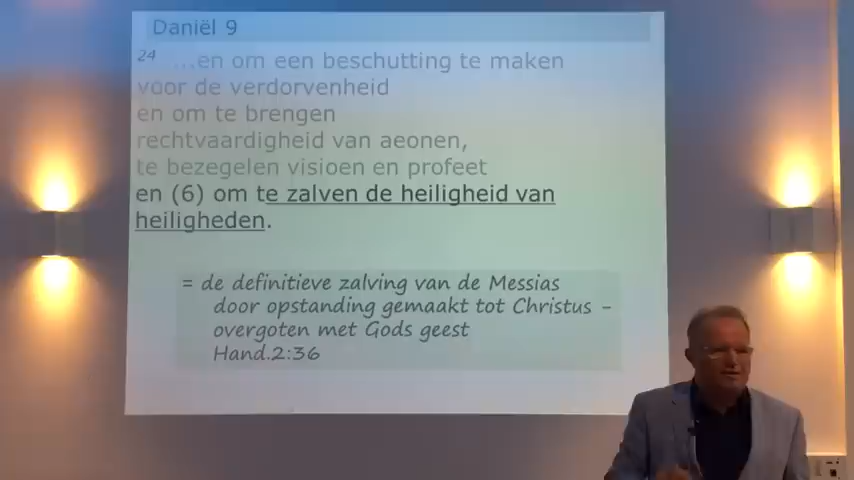 Daniël 9
24 ...en om een beschutting te maken
voor de verdorvenheid
en om te brengen
rechtvaardigheid van aeonen,
te bezegelen visioen en profeet
en (6) om te zalven de heiligheid van
heiligheden.
= de definitieve zalving van de Messias
door opstanding gemaakt tot Christus –
overgoten met Gods geest
Hand.2:36